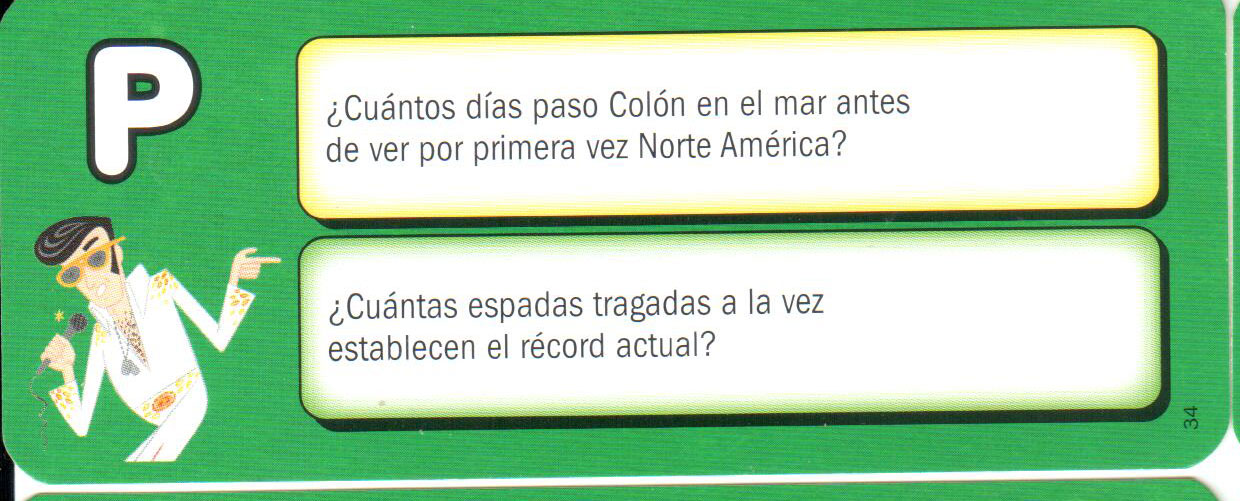 P
¿Cuántos días paso Colón en el mar antes
de ver por primera vez Norte América?
¿Cuántas espadas tragadas a la vez
establecen el récord actual?
34